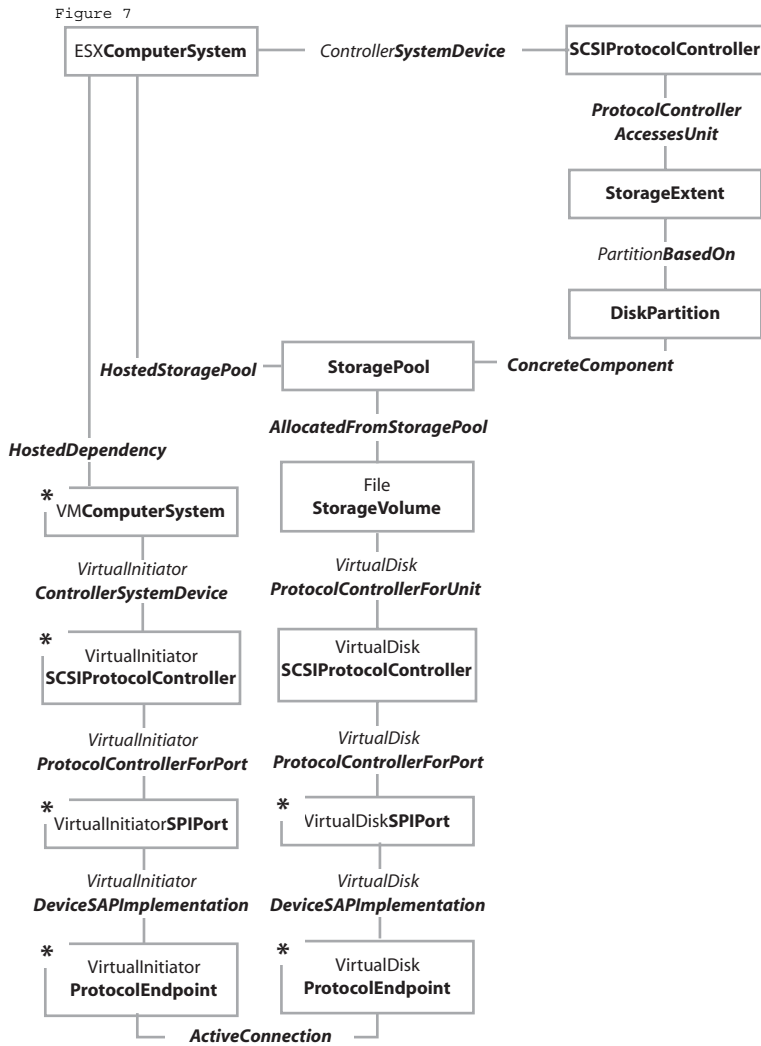 Figure 7
ESXComputerSystem
ControllerSystemDevice
SCSIProtocolController
ProtocolController
AccessesUnit
StorageExtent
PartitionBasedOn
DiskPartition
HostedStoragePool
StoragePool
ConcreteComponent
AllocatedFromStoragePool
HostedDependency
*
VMComputerSystem
File
StorageVolume
VirtualInitiator
ControllerSystemDevice
VirtualDisk
ProtocolControllerForUnit
*
VirtualInitiator
SCSIProtocolController
VirtualDisk
SCSIProtocolController
VirtualInitiator
ProtocolControllerForPort
VirtualDisk
ProtocolControllerForPort
*
VirtualInitiatorSPIPort
*
VirtualDiskSPIPort
VirtualInitiator
DeviceSAPImplementation
VirtualDisk
DeviceSAPImplementation
*
VirtualInitiator
ProtocolEndpoint
*
VirtualDisk
ProtocolEndpoint
ActiveConnection